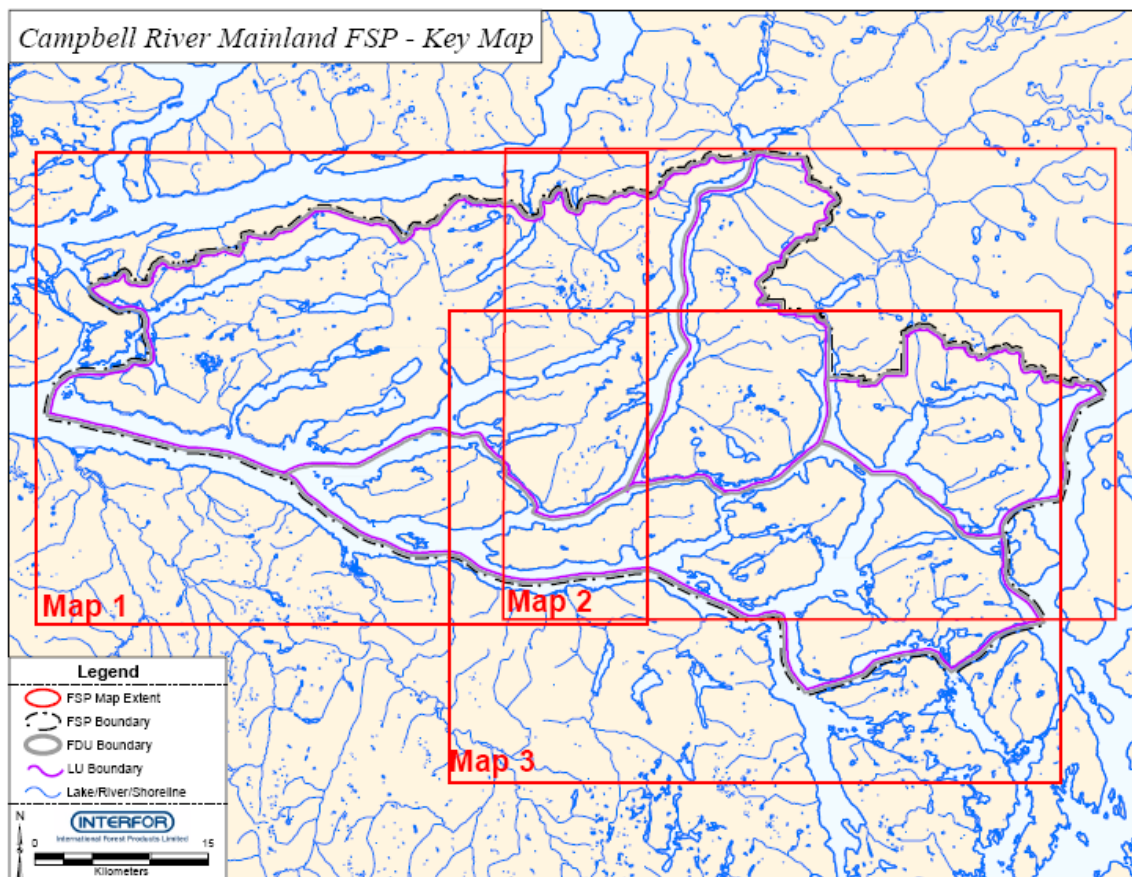 Campbell River Mainland FSP - Key Map
Map 1
Map 2
Map 3
Legend
FSP Map Extent
FSP Boundary
FDU Boundary
LU Boundary
Lake/River/Shoreline
N
INTERFOR
International Forest Products Limited
0 15
Kilometers